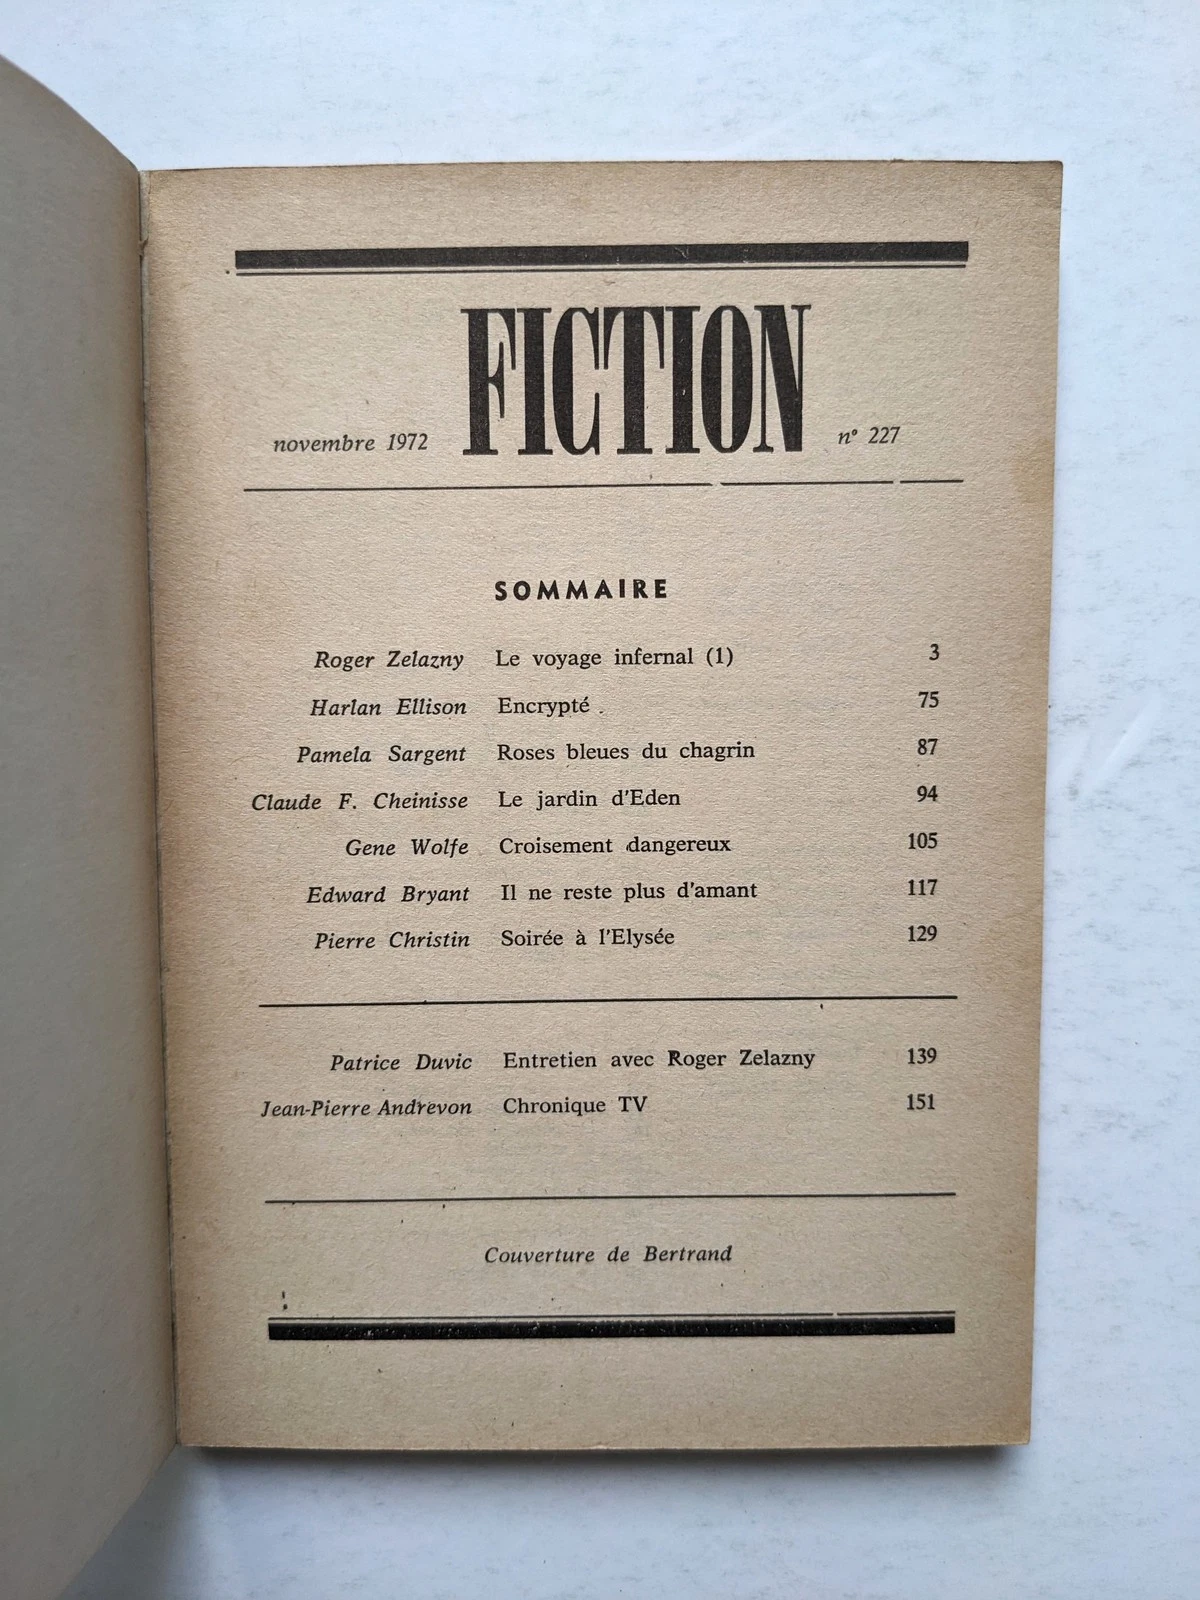 FICTION
novembre 1972 n° 227
SOMMAIRE
Roger Zelazny Le voyage infernal (1) 3
Harlan Ellison Encrypté 75
Pamela Sargent Roses bleues du chagrin 87
Claude F. Cheinisse Le jardin d'Eden 94
Gene Wolfe Croisement dangereux 105
Edward Bryant Il ne reste plus d'amant 117
Pierre Christin Soirée à l'Elysée 129
Patrice Duvic Entretien avec Roger Zelazny 139
Jean-Pierre Andrevon Chronique TV 151
Couverture de Bertrand